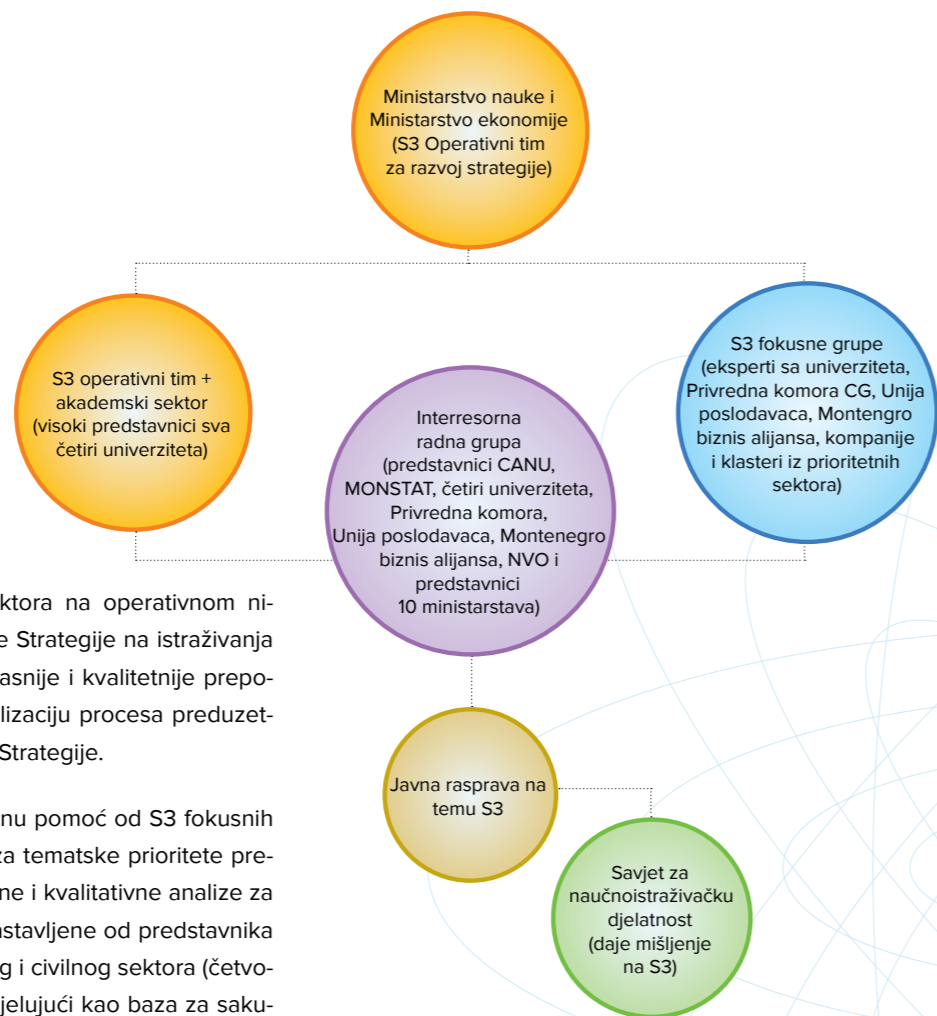 Ministarstvo nauke i
Ministarstvo ekonomije
(S3 Operativni tim
za razvoj strategije)
S3 operativni tim +
akademski sektor
(visoki predstavnici sva
četiri univerziteta)
S3 fokusne grupe
(eksperti sa univerziteta,
Privredna komora CG, Unija
poslodavaca, Montengro
biznis alijansa, kompanije
i klasteri iz prioritetnih
sektora)
Interresorna
radna grupa
(predstavnici CANU,
MONSTAT, četiri univerziteta,
Privredna komora,
Unija poslodavaca, Montenegro
biznis alijansa, NVO i
predstavnici
10 ministarstava)
ktora na operativnom ni-
e Strategije na istraživanja
asnije i kvalitetnije prepo-
lizaciju procesa preduzet-
Strategije.
Javna rasprava na
temu S3
nu pomoć od S3 fokusnih
za tematske prioritete pre-
ne i kvalitativne analize za
astavljene od predstavnika
g i civilnog sektora (četvo-
jelujući kao baza za saku-
Savjet za
naučnoistraživačku
djelatnost
(daje mišljenje
na S3)